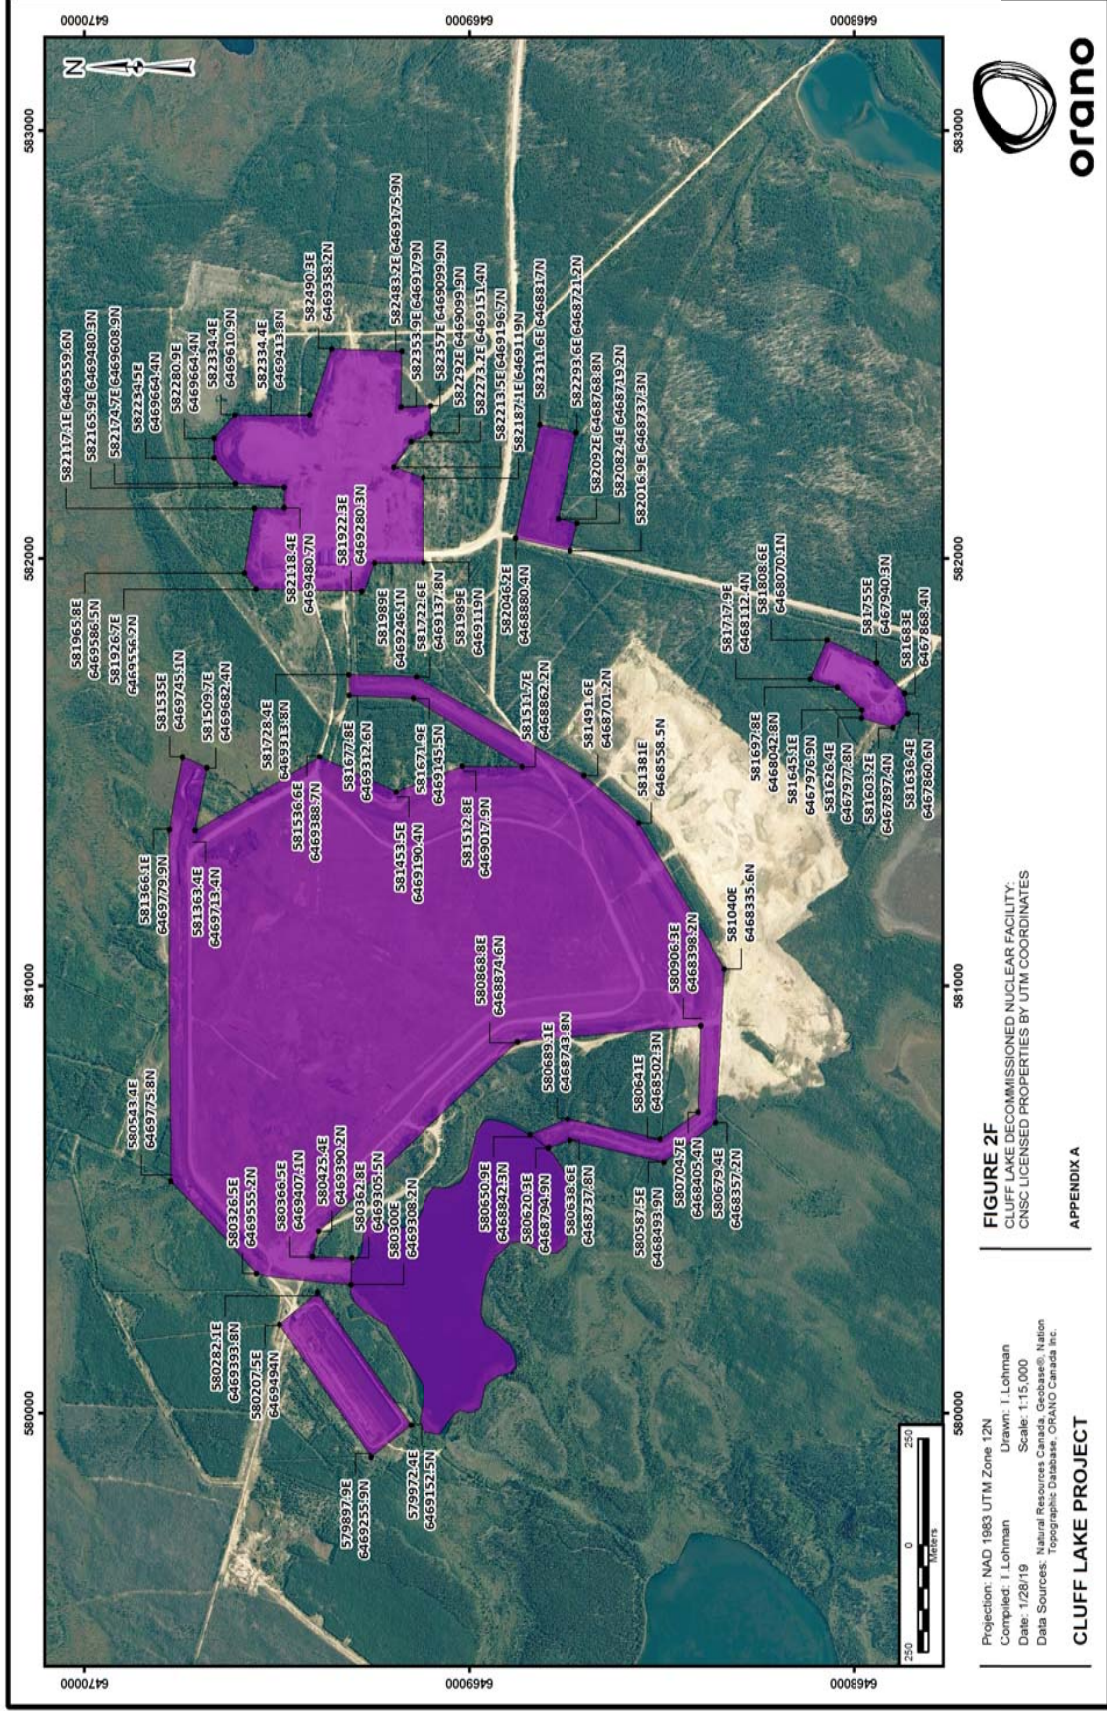 580000
581000
582000
583000
6470000
6469000
6468000
6470000
6469000
6468000
N
580543.4E
6469775.8N
581366.1E
6469779.9N
581535E
6469745.1N
581363.4E
6469713.4N
581509.7E
6469682.4N
581965.8E
6469586.5N
581926.7E
6469556.2N
582117.1E 6469559.6N
582165.9E 6469480.3N
582174.7E 6469608.9N
582234.5E
6469664.4N
582280.9E
6469664.4N
582334.4E
6469610.9N
582334.4E
6469413.8N
582490.3E
6469358.2N
580326.5E
6469555.2N
580282.1E
6469393.8N
580207.5E
6469494N
580366.5E
6469407.1N
580425.4E
6469390.2N
580362.8E
6469305.5N
580300E
6469308.2N
579897.9E
6469255.9N
579972.4E
6469152.5N
581728.4E
6469313.8N
581536.6E
6469388.7N
581677.8E
6469312.6N
582118.4E
6469480.7N
581922.3E
6469280.3N
581989E
6469246.1N
581722.6E
6469137.8N
581989E
6469119N
581453.5E
6469190.4N
581671.9E
6469145.5N
581512.8E
6469017.9N
582483.2E 6469175.9N
582353.9E 6469179N
582357E 6469099.9N
582292E 6469099.9N
582273.2E 6469151.4N
582213.5E 6469196.7N
582187.1E 6469119N
580868.8E
6468874.6N
581511.7E
6468862.2N
582046.2E
6468880.4N
582311.6E 6468817N
582293.6E 6468721.2N
582092E 6468768.8N
582082.4E 6468719.2N
582016.9E 6468737.3N
580650.9E
6468842.3N
580620.3E
6468794.9N
580638.6E
6468737.8N
580689.1E
6468743.8N
581491.6E
6468701.2N
581381E
6468558.5N
580641E
6468502.3N
580587.5E
6468493.9N
580704.7E
6468405.4N
580679.4E
6468357.2N
580906.3E
6468398.2N
581040E
6468335.6N
581717.9E
6468112.4N
581808.6E
6468070.1N
581697.8E
6468042.8N
581645.1E
6467976.9N
581626.4E
6467977.8N
581603.2E
6467897.4N
581636.4E
6467860.6N
581755E
6467940.3N
581683E
6467868.4N
250
0
250
Meters
580000
581000
582000
583000
Projection: NAD 1983 UTM Zone 12N
Compiled: T.Lohman
Drawn: T.Lohman
Date: 1/28/19
Scale: 1:15,000
Data Sources: Natural Resources Canada, Geobase®, Nation
Topographic Database, ORANO Canada Inc.
CLUFF LAKE PROJECT
FIGURE 2F
CLUFF LAKE DECOMMISSIONED NUCLEAR FACILITY:
CNSC LICENSED PROPERTIES BY UTM COORDINATES
APPENDIX A
orano